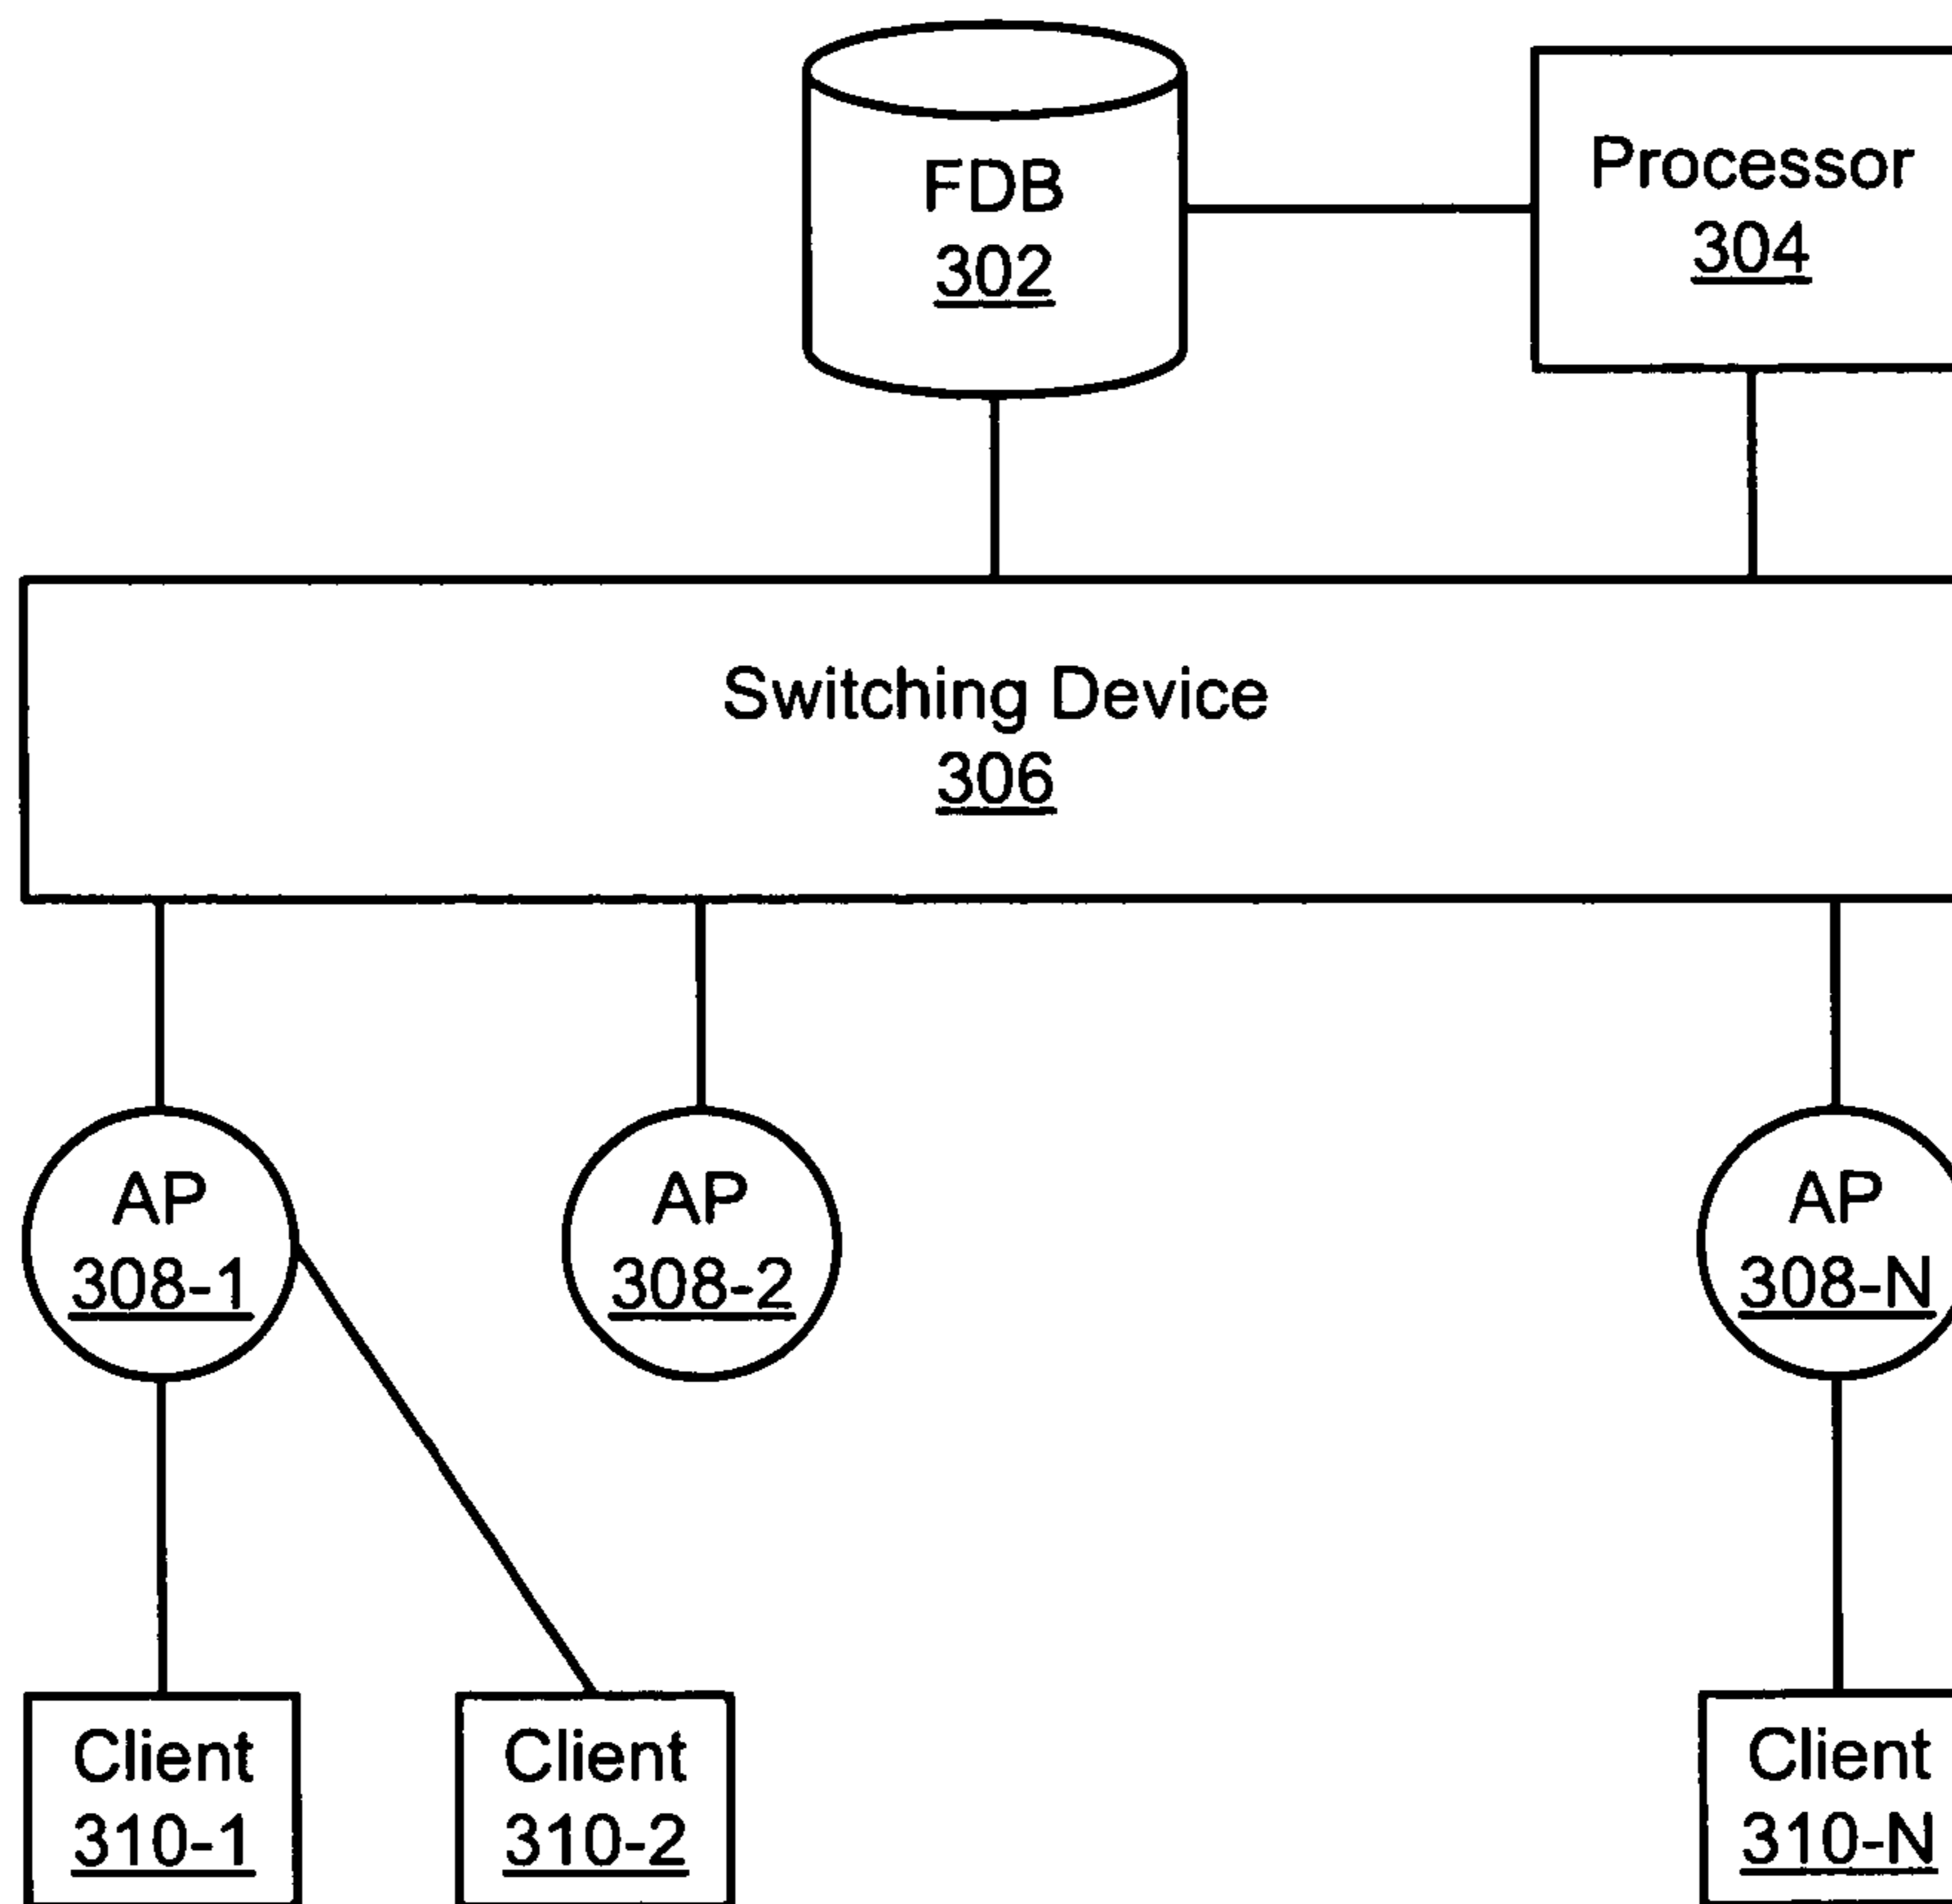 FDB
302
Processor
304
Switching Device
306
AP
308-1
AP
308-2
AP
308-N
Client
310-1
Client
310-2
Client
310-N